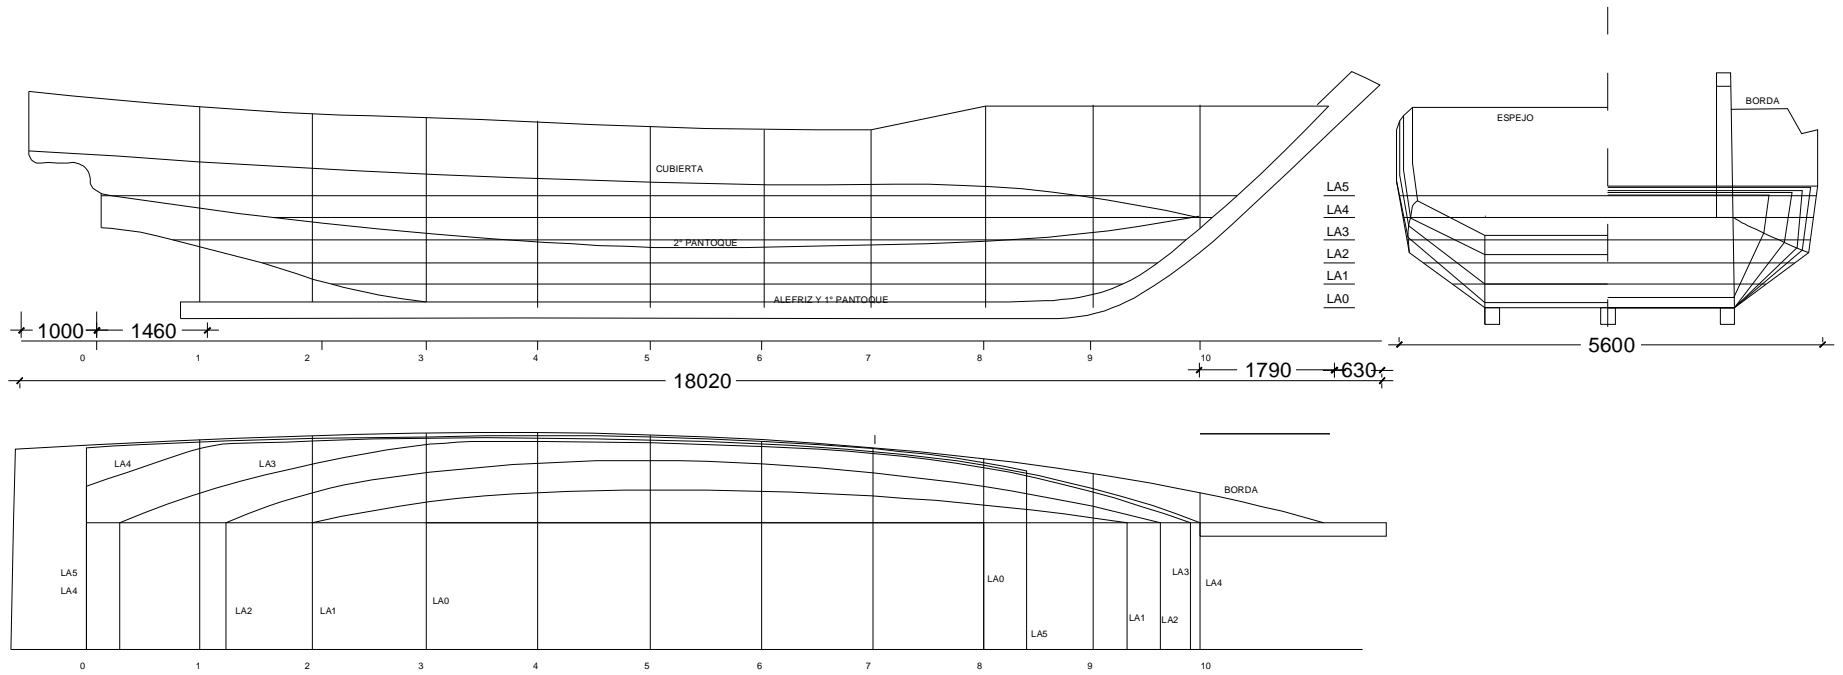 CUBIERTA
2° PANTOQUE
ALEFRIZ Y 1° PANTOQUE
LA5
LA4
LA3
LA2
LA1
LA0
ESPEJO
BORDA
1000
1460
0 1 2 3 4 5 6 7 8 9 10
18020
1790
630
5600
LA4
LA3
BORDA
LA5
LA4
LA2
LA1
LA0
LA0
LA5
LA1
LA2
LA3
LA4
0 1 2 3 4 5 6 7 8 9 10